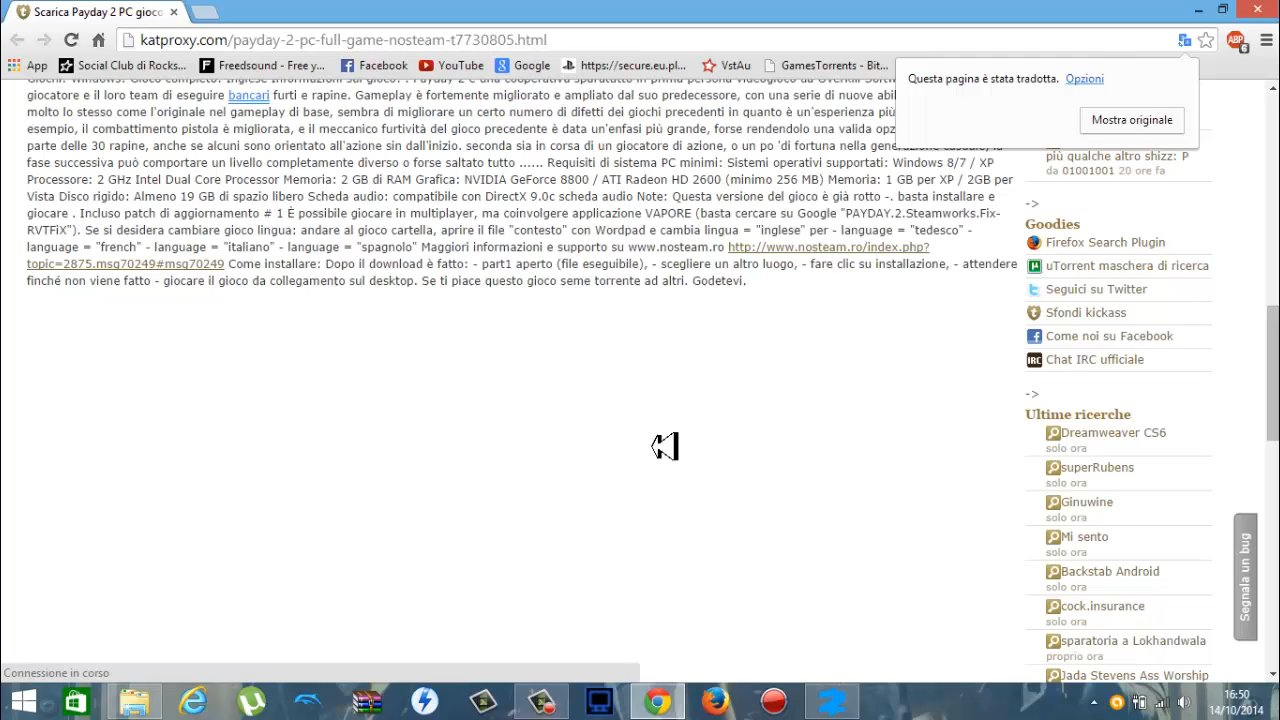 Scarica Payday 2 PC gioco
katproxy.com/payday-2-pc-full-game-nosteam-t7730805.html
App
Social Club di Rocks...
Freedsound - Free y...
Facebook
YouTube
Google
https://secure.eu.pl...
VstAu
GamesTorrents - Bit...
ABP
6
Questa pagina è stata tradotta. Opzioni
Mostra originale
giocatore e il loro team di eseguire bancari furti e rapine. Gameplay è fortemente migliorato e ampliato dal suo predecessore, con una serie di nuove abil
molto lo stesso come l'originale nel gameplay di base, sembra di migliorare un certo numero di difetti dei giochi precedenti in quanto è un'esperienza più
esempio, il combattimento pistola è migliorata, e il meccanico furtività del gioco precedente è data un'enfasi più grande, forse rendendolo una valida opz
parte delle 30 rapine, anche se alcuni sono orientato all'azione sin dall'inizio. seconda sia in corsa di un giocatore di azione, o un po 'di fortuna nella
fase successiva può comportare un livello completamente diverso o forse saltato tutto ...... Requisiti di sistema PC minimi: Sistemi operativi supportati: Windows 8/7 / XP
Processore: 2 GHz Intel Dual Core Processor Memoria: 2 Gos di RAM Grafica: NVIDIA GeForce 8800 / ATI Radeon HD 2600 (minimo 256 MB) Memoria: 1 GB per XP / 2GB per
Vista Disco rigido: Almeno 19 GB di spazio libero Scheda audio: compatibile con DirectX 9.0c scheda audio Note: Questa versione del gioco è già rotto -. basta installare e
giocare . Incluso patch di aggiornamento # 1 È possibile giocare in multiplayer, ma coinvolgere applicazione VAPORE (basta cercare su Google "PAYDAY.2.Steamworks.Fix-
RVTFiX"). Se si desidera cambiare gioco lingua: andare al gioco cartella, aprire il file "contesto" con Wordpad e cambia lingua = "inglese" per - language = "tedesco" -
language = "french" - language = "italiano" - language = "spagnolo" Maggiori informazioni e supporto su www.nosteam.ro http://www.nosteam.ro/index.php?
topic=2875.msg70249#msg70249 Come installare: Dopo il download è fatto: - part1 aperto (file eseguibile), - scegliere un altro luogo, - fare clic su installazione, - attendere
finché non viene fatto - giocare il gioco da collegamento sul desktop. Se ti piace questo gioco seme torrente ad altri. Godetevi.
più qualche altro shizz: P
da 01001001 20 ore fa
->
Goodies
Firefox Search Plugin
uTorrent maschera di ricerca
Seguici su Twitter
Sfondi kickass
Come noi su Facebook
IRC Chat IRC ufficiale
->
Ultime ricerche
Dreamweaver CS6
solo ora
superRubens
solo ora
Ginuwine
solo ora
Mi sento
solo ora
Backstab Android
solo ora
cock.insurance
solo ora
sparatoria a Lokhandwala
proprio ora
Jada Stevens Ass Worship
Segnala un bug
Connessione in corso
16:50
14/10/2014